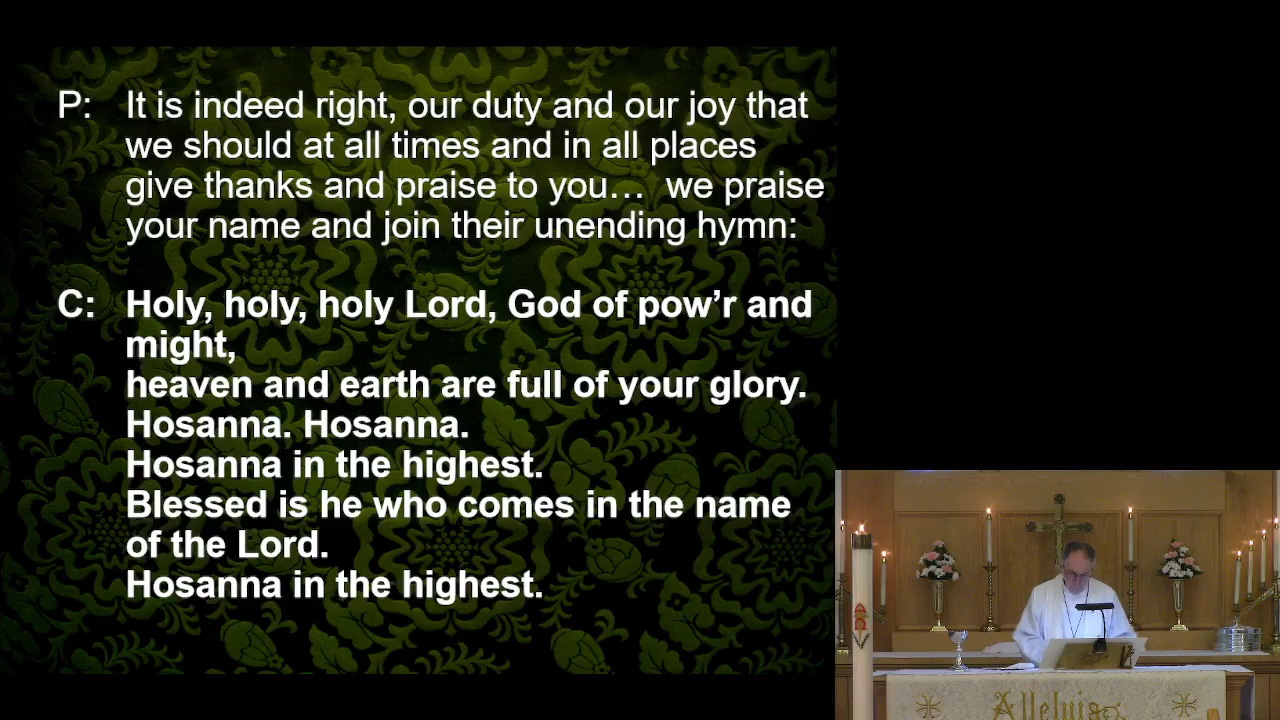 P: It is indeed right, our duty and our joy that
we should at all times and in all places
give thanks and praise to you… we praise
your name and join their unending hymn:
C: Holy, holy, holy Lord, God of pow’r and
might,
heaven and earth are full of your glory.
Hosanna. Hosanna.
Hosanna in the highest.
Blessed is he who comes in the name
of the Lord.
Hosanna in the highest.
Alleluia